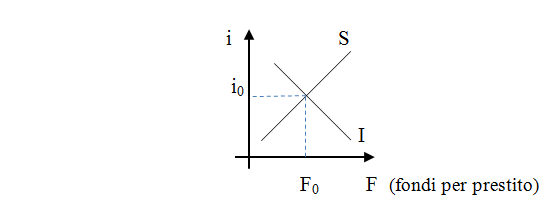 i S
i₀
I
F₀ F (fondi per prestito)